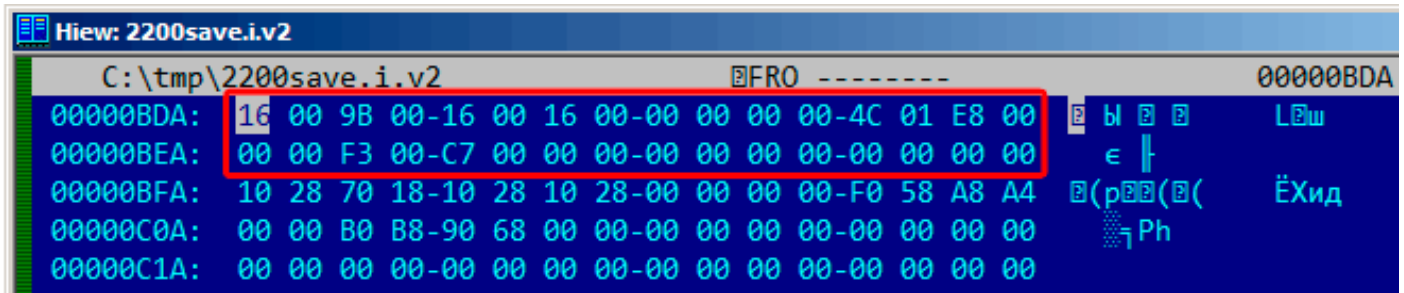 Hiew: 2200save.i.v2
C:\tmp\2200save.i.v2 FRO -------- 00000BDA
00000BDA: 16 00 9B 00-16 00 16 00-00 00 00 00-4C 01 E8 00 Ы L ш
00000BEA: 00 00 F3 00-C7 00 00 00-00 00 00 00-00 00 00 00 є ╟
00000BFA: 10 28 70 18-10 28 10 28-00 00 00 00-F0 58 A8 A4 (p ( ( ЁXид
00000C0A: 00 00 B0 B8-90 68 00 00-00 00 00 00-00 00 00 00 ░╕Рh
00000C1A: 00 00 00 00-00 00 00 00-00 00 00 00-00 00 00 00